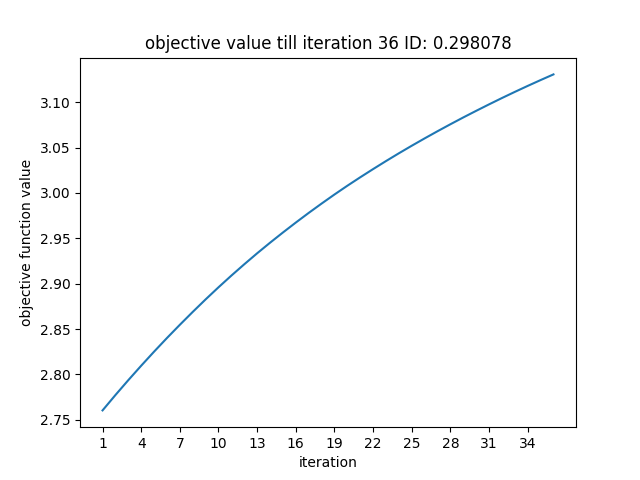 objective value till iteration 36 ID: 0.298078
objective function value
3.10
3.05
3.00
2.95
2.90
2.85
2.80
2.75
1 4 7 10 13 16 19 22 25 28 31 34
iteration